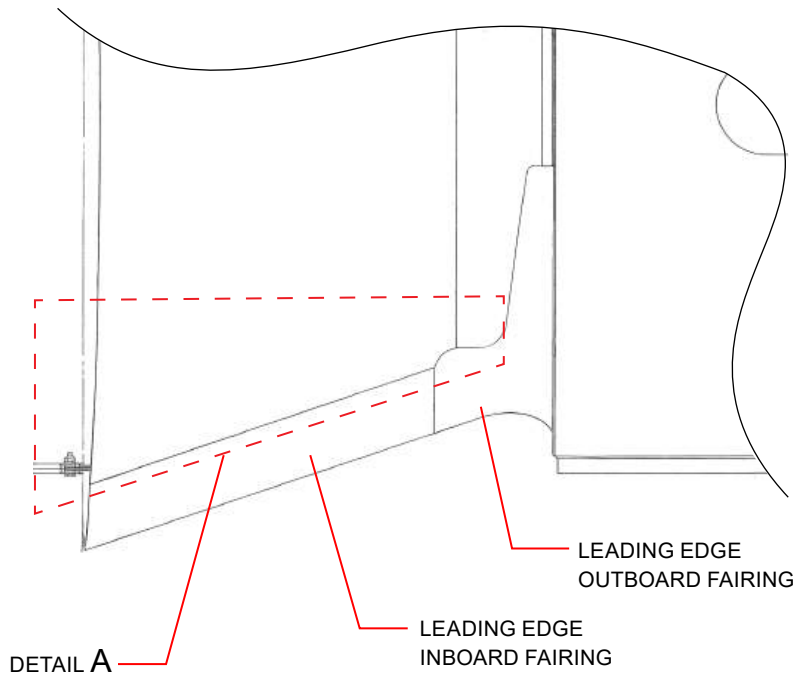 LEADING EDGE
OUTBOARD FAIRING
LEADING EDGE
INBOARD FAIRING
DETAIL A